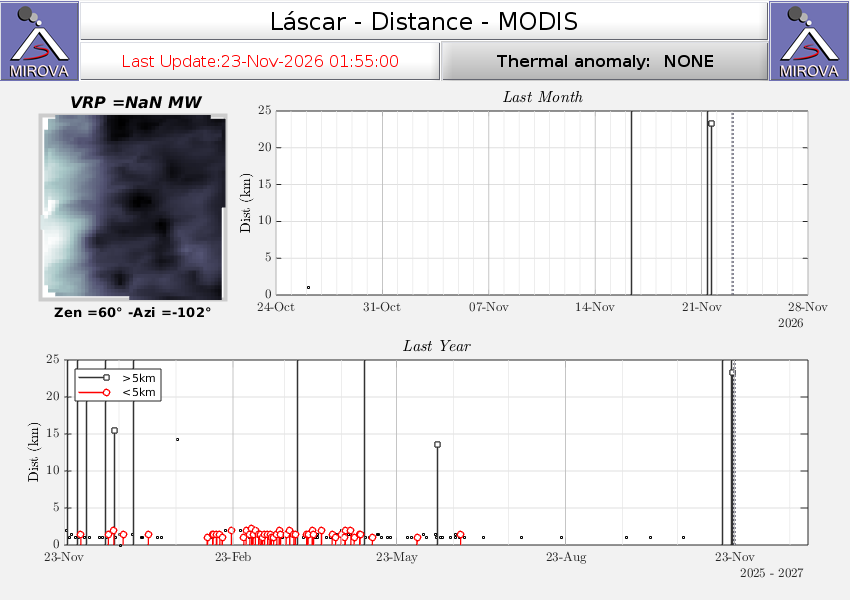 MIROVA
Láscar - Distance - MODIS
Last Update:23-Nov-2026 01:55:00
Thermal anomaly: NONE
MIROVA
VRP =NaN MW
Zen =60° -Azi =-102°
Last Month
Dist (km)
25
20
15
10
5
0
24-Oct 31-Oct 07-Nov 14-Nov 21-Nov 28-Nov
2026
Last Year
Dist (km)
25
20
15
10
5
0
>5km
<5km
23-Nov 23-Feb 23-May 23-Aug 23-Nov
2025 - 2027